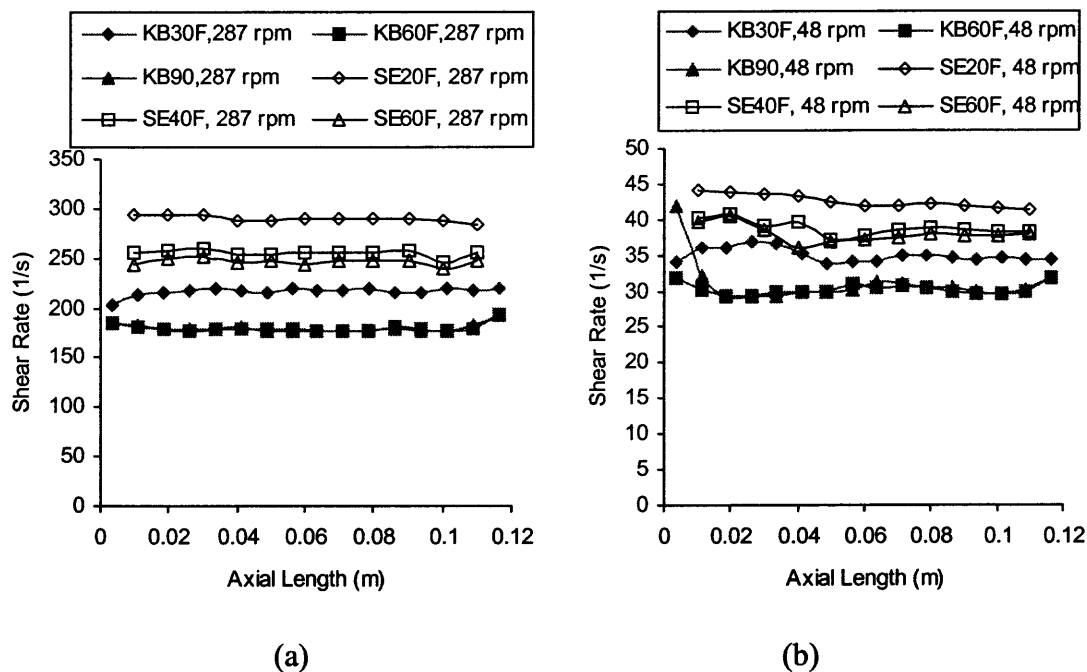 KB30F,287 rpm KB60F,287 rpm
KB90,287 rpm SE20F, 287 rpm
SE40F, 287 rpm SE60F, 287 rpm
350
300
250
200
150
100
50
0
Shear Rate (1/s)
0 0.02 0.04 0.06 0.08 0.1 0.12
Axial Length (m)
(a)
KB30F,48 rpm KB60F,48 rpm
KB90,48 rpm SE20F, 48 rpm
SE40F, 48 rpm SE60F, 48 rpm
50
45
40
35
30
25
20
15
10
5
0
Shear Rate (1/s)
0 0.02 0.04 0.06 0.08 0.1 0.12
Axial Length (m)
(b)